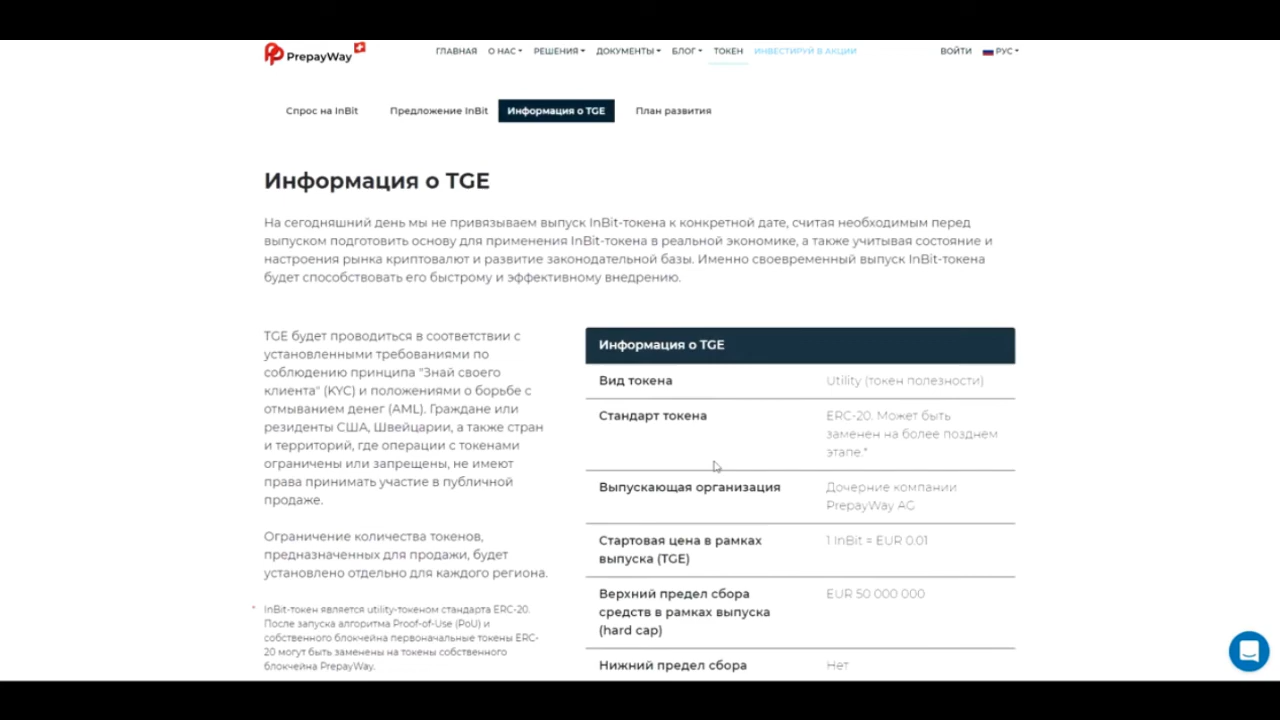 PrepayWay
ГЛАВНАЯ О НАС РЕШЕНИЯ ДОКУМЕНТЫ БЛОГ ТОКЕН ИНВЕСТИРУЙ В АКЦИИ ВОЙТИ РУС
Спрос на InBit Предложение InBit Информация о TGE План развития
Информация о TGE
На сегодняшний день мы не привязываем выпуск InBit-токена к конкретной дате, считая необходимым перед
выпуском подготовить основу для применения InBit-токена в реальной экономике, а также учитывая состояние и
настроения рынка криптовалют и развитие законодательной базы. Именно своевременный выпуск InBit-токена
будет способствовать его быстрому и эффективному внедрению.
TGE будет проводиться в соответствии с
установленными требованиями по
соблюдению принципа "Знай своего
клиента" (KYC) и положениями о борьбе с
отмыванием денег (AML). Граждане или
резиденты США, Швейцарии, а также стран
и территорий, где операции с токенами
ограничены или запрещены, не имеют
права принимать участие в публичной
продаже.
Ограничение количества токенов,
предназначенных для продажи, будет
установлено отдельно для каждого региона.
* InBit-токен является utility-токеном стандарта ERC-20.
После запуска алгоритма Proof-of-Use (PoU) и
собственного блокчейна первоначальные токены ERC-
20 могут быть заменены на токены собственного
блокчейна PrepayWay.
Информация о TGE
Вид токена Utility (токен полезности)
Стандарт токена ERC-20. Может быть
заменен на более позднем
этапе.*
Выпускающая организация Дочерние компании
PrepayWay AG
Стартовая цена в рамках 1 InBit = EUR 0.01
выпуска (TGE)
Верхний предел сбора EUR 50 000 000
средств в рамках выпуска
(hard cap)
Нижний предел сбора Нет